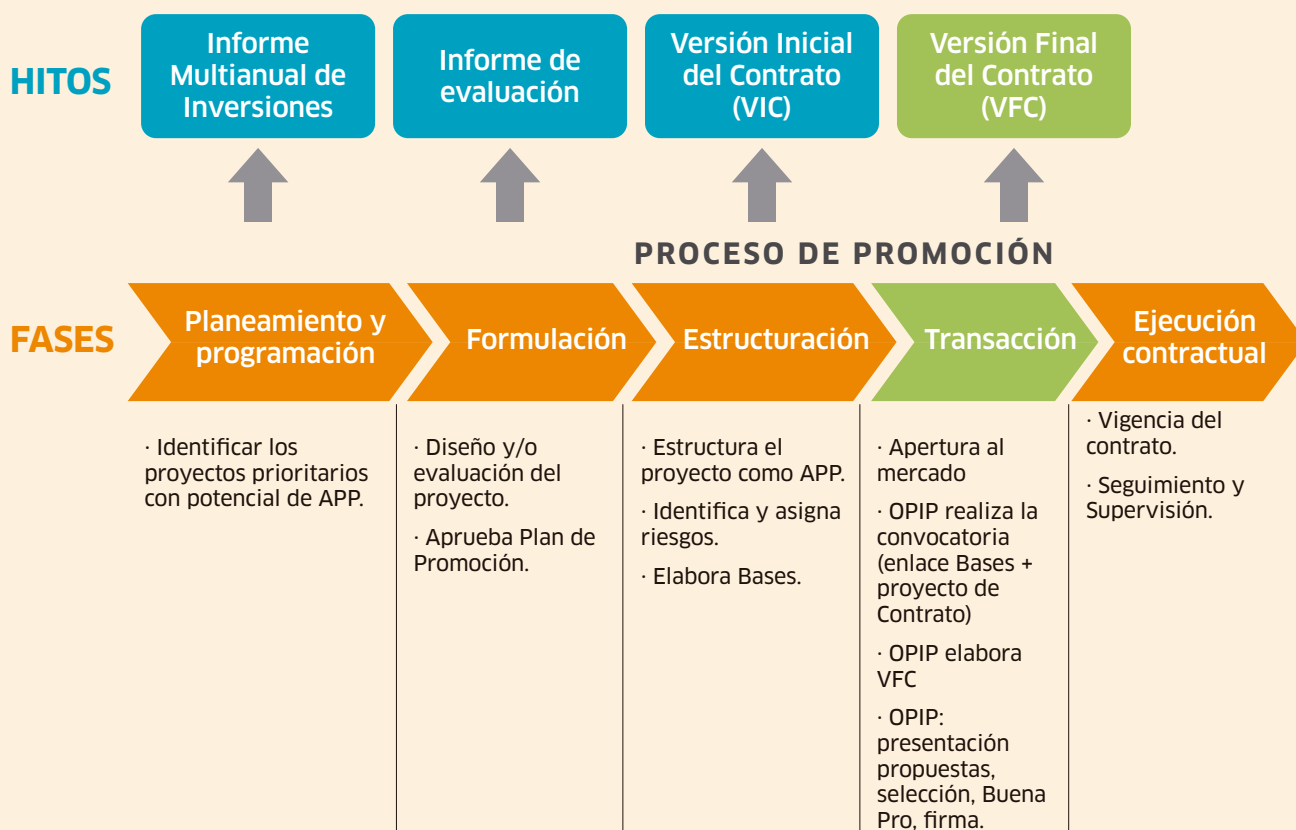 HITOS
Informe
Multianual de
Inversiones
Informe de
evaluación
Versión Inicial
del Contrato
(VIC)
Versión Final
del Contrato
(VFC)
PROCESO DE PROMOCIÓN
FASES
Planeamiento y
programación
Formulación
Estructuración
Transacción
Ejecución
contractual
· Identificar los
proyectos prioritarios
con potencial de APP.
· Diseño y/o
evaluación del
proyecto.
· Aprueba Plan de
Promoción.
· Estructura el
proyecto como APP.
· Identifica y asigna
riesgos.
· Elabora Bases.
· Apertura al
mercado
· OPIP realiza la
convocatoria
(enlace Bases +
proyecto de
Contrato)
· OPIP elabora
VFC
· OPIP:
presentación
propuestas,
selección, Buena
Pro, firma.
· Vigencia del
contrato.
· Seguimiento y
Supervisión.